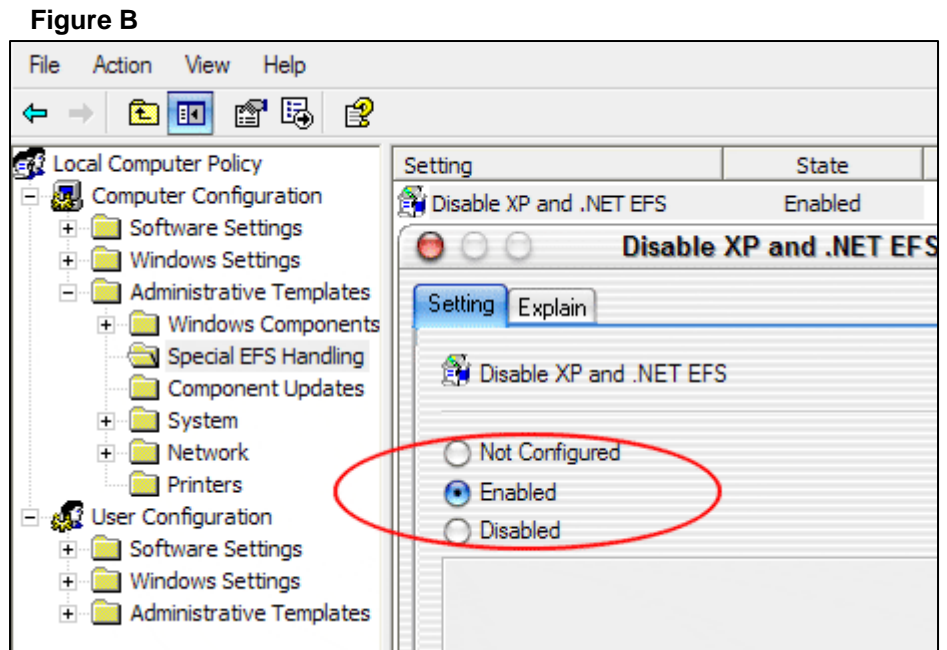 Figure B
File Action View Help
Local Computer Policy
Computer Configuration
Software Settings
Windows Settings
Administrative Templates
Windows Components
Special EFS Handling
Component Updates
System
Network
Printers
User Configuration
Software Settings
Windows Settings
Administrative Templates
Setting State
Disable XP and .NET EFS Enabled
Disable XP and .NET EFS
Setting Explain
Disable XP and .NET EFS
Not Configured
Enabled
Disabled